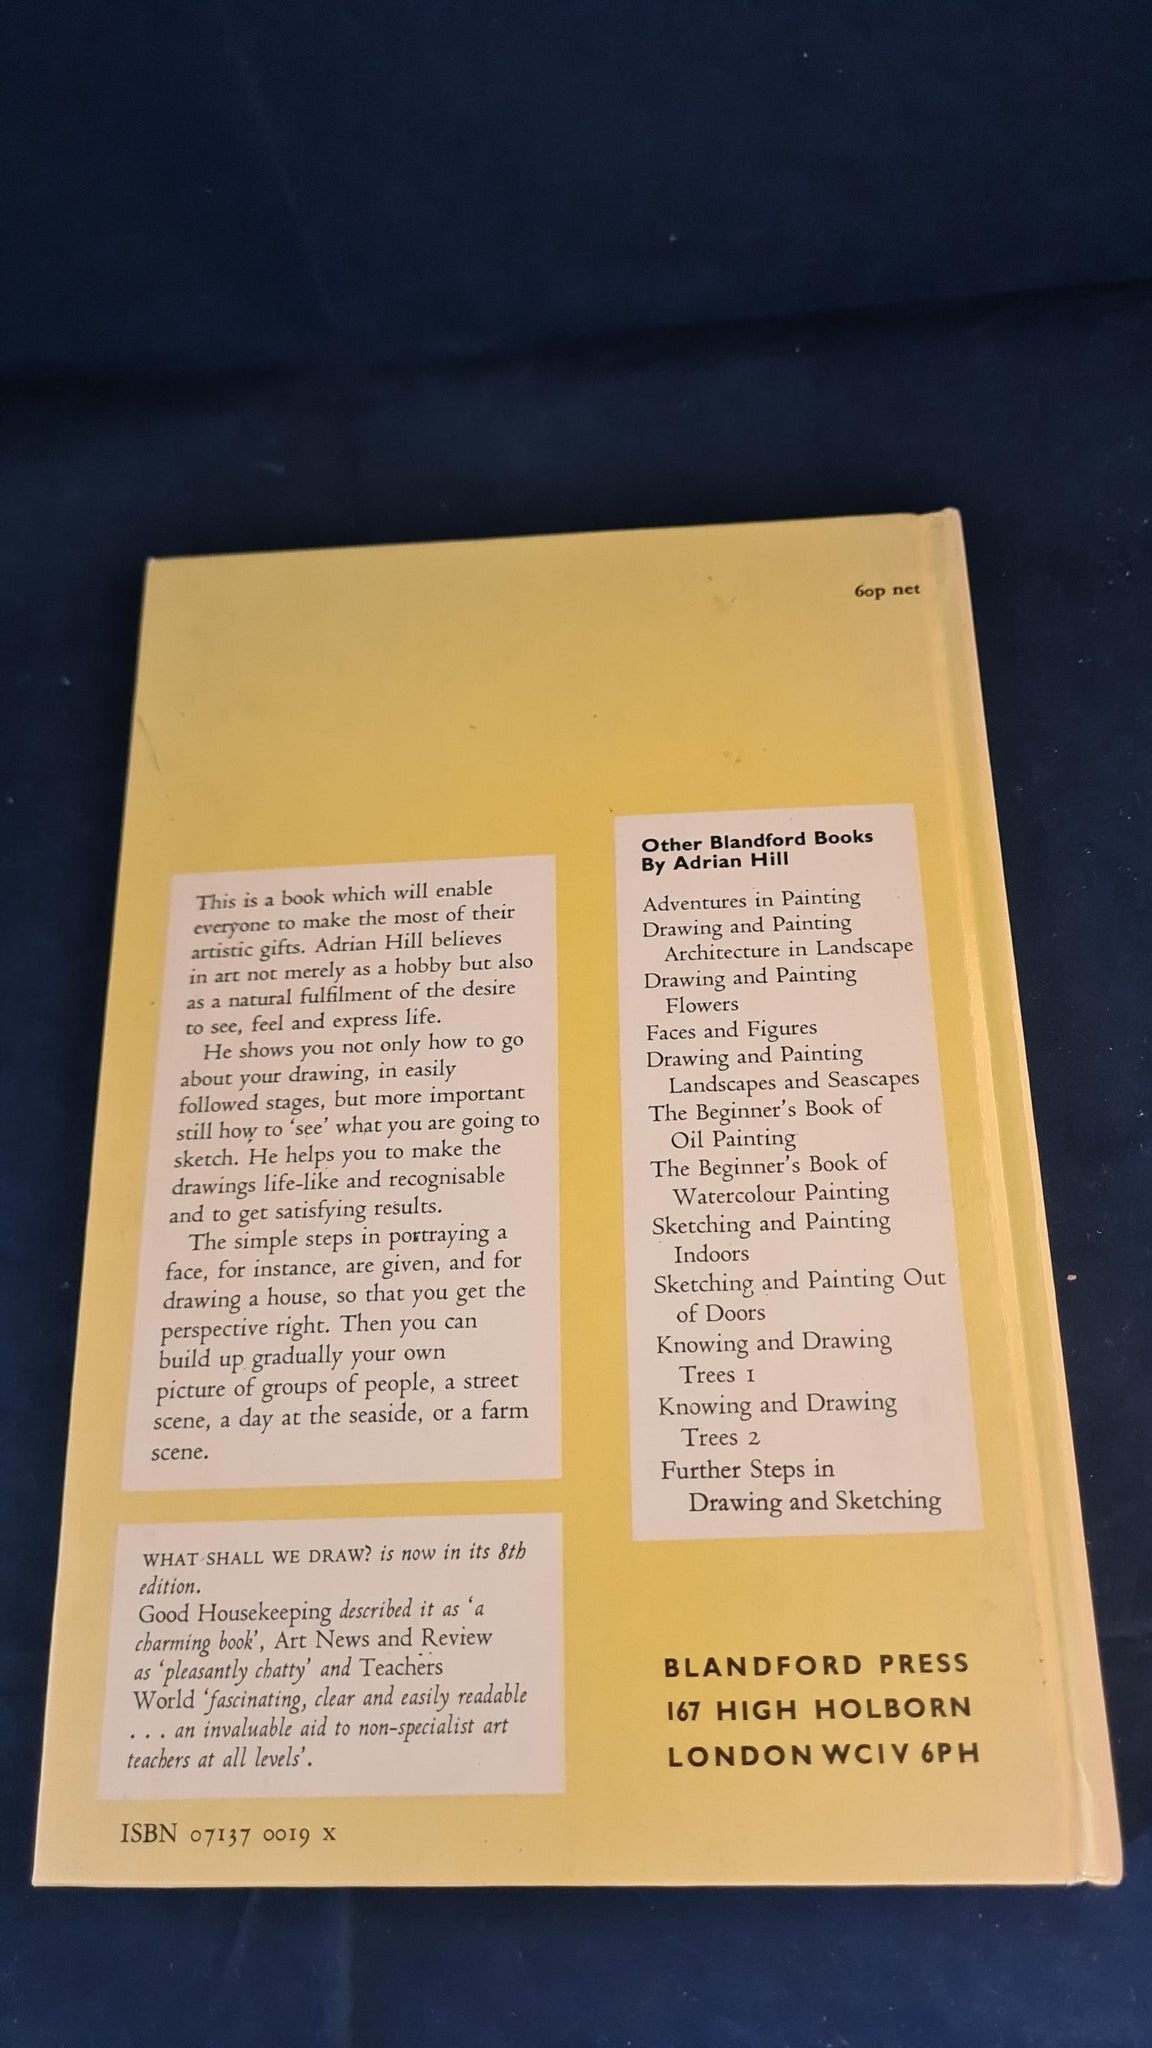 60p net
This is a book which will enable
everyone to make the most of their
artistic gifts. Adrian Hill believes
in art not merely as a hobby but also
as a natural fulfilment of the desire
to see, feel and express life.
He shows you not only how to go
about your drawing, in easily
followed stages, but more important
still how to 'see' what you are going to
sketch. He helps you to make the
drawings life-like and recognisable
and to get satisfying results.
The simple steps in portraying a
face, for instance, are given, and for
drawing a house, so that you get the
perspective right. Then you can
build up gradually your own
picture of groups of people, a street
scene, a day at the seaside, or a farm
scene.
WHAT SHALL WE DRAW? is now in its 8th
edition.
Good Housekeeping described it as 'a
charming book', Art News and Review
as 'pleasantly chatty' and Teachers
World 'fascinating, clear and easily readable
. . . an invaluable aid to non-specialist art
teachers at all levels'.
ISBN 07137 0019 X
Other Blandford Books
By Adrian Hill
Adventures in Painting
Drawing and Painting
Architecture in Landscape
Drawing and Painting
Flowers
Faces and Figures
Drawing and Painting
Landscapes and Seascapes
The Beginner's Book of
Oil Painting
The Beginner's Book of
Watercolour Painting
Sketching and Painting
Indoors
Sketching and Painting Out
of Doors
Knowing and Drawing
Trees 1
Knowing and Drawing
Trees 2
Further Steps in
Drawing and Sketching
BLANDFORD PRESS
167 HIGH HOLBORN
LONDON WC1V 6PH